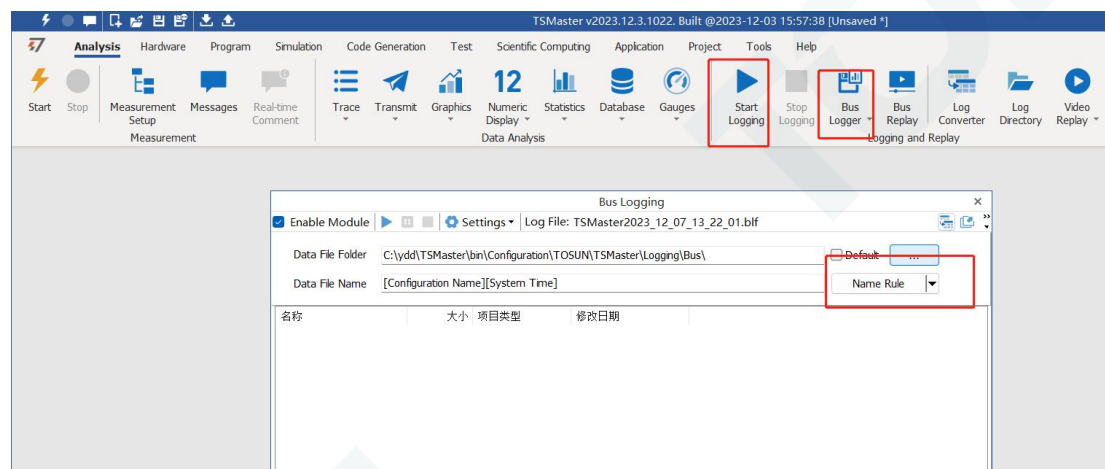 TSMaster v2023.12.3.1022. Built @2023-12-03 15:57:38 [Unsaved *]
Analysis Hardware Program Simulation Code Generation Test Scientific Computing Application Project Tools Help
Start Stop Measurement Setup Messages Real-time Comment Trace Transmit Graphics Numeric Display Statistics Database Gauges Start Logging Stop Logging Bus Logger Bus Replay Log Converter Log Directory Video Replay
12
Measurement Data Analysis Logging and Replay
Bus Logging
Enable Module Settings Log File: TSMaster2023_12_07_13_22_01.blf
Data File Folder C:\ydd\TSMaster\bin\Configuration\TOSUN\TSMaster\Logging\Bus\ Default ...
Data File Name [Configuration Name][System Time] Name Rule
名称 大小 项目类型 修改日期